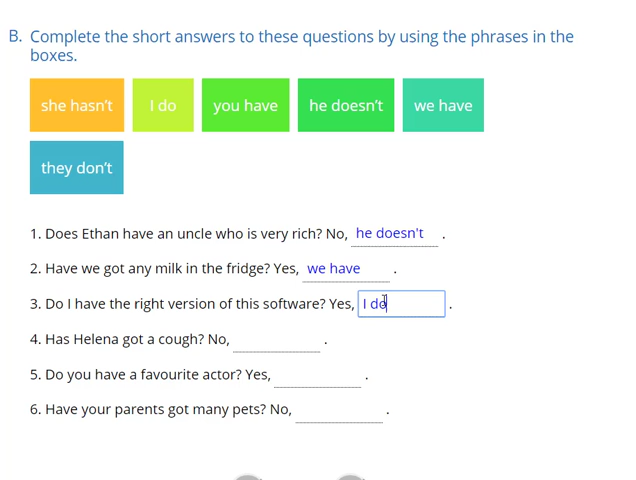 B. Complete the short answers to these questions by using the phrases in the
boxes.
she hasn't I do you have he doesn't we have
they don't
1. Does Ethan have an uncle who is very rich? No, he doesn't .
2. Have we got any milk in the fridge? Yes, we have .
3. Do I have the right version of this software? Yes, I do .
4. Has Helena got a cough? No, .
5. Do you have a favourite actor? Yes, .
6. Have your parents got many pets? No, .